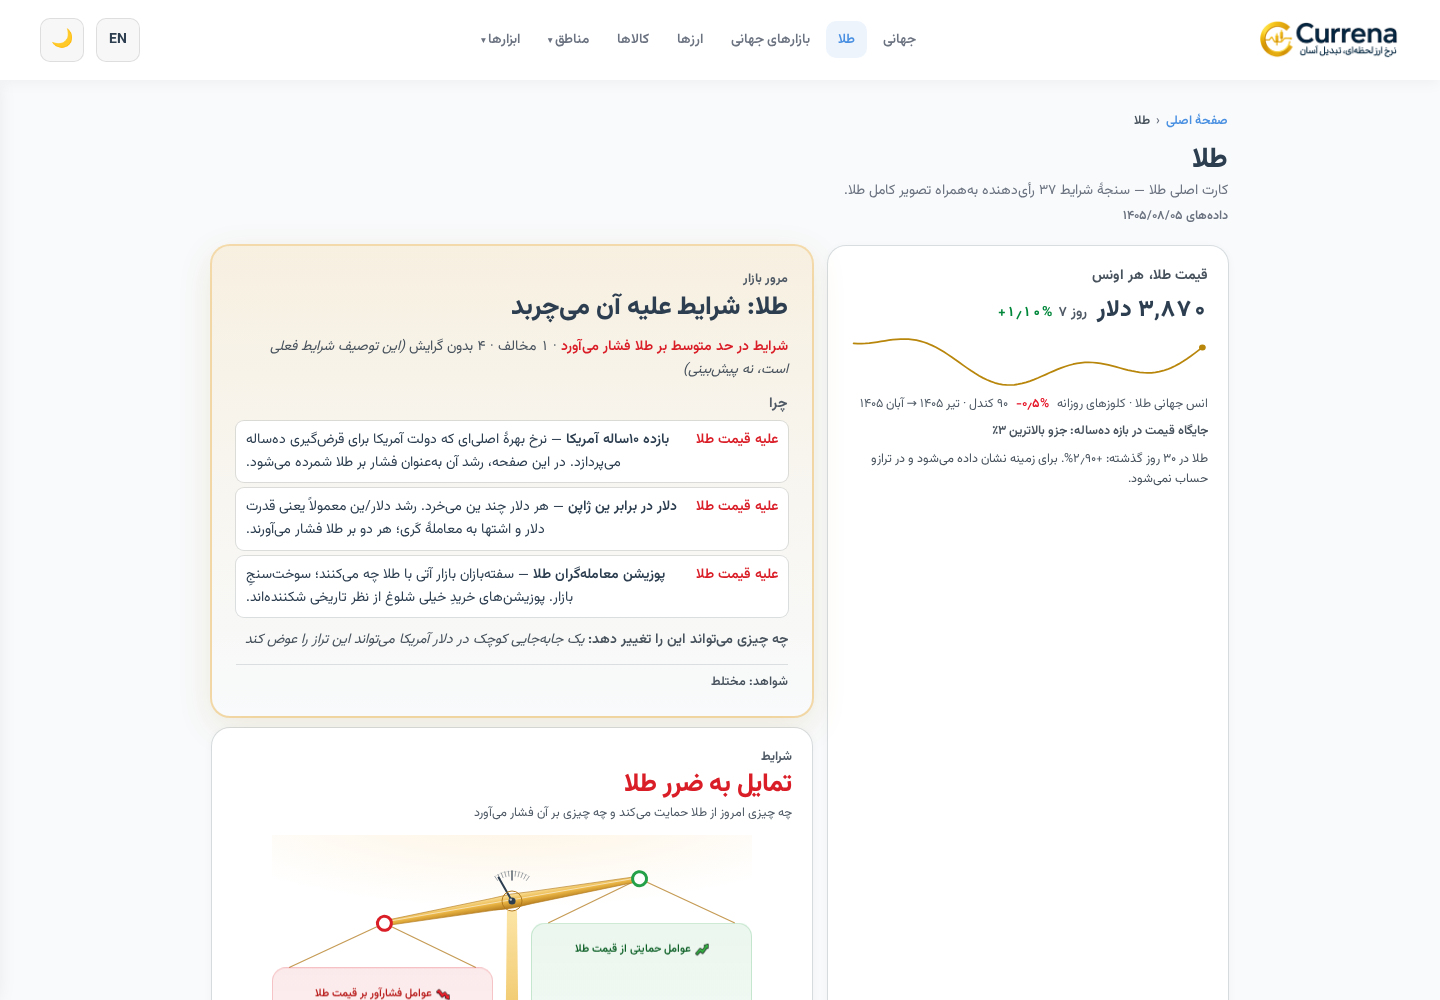 Currena
نرخ ارز لحظه‌ای، تبدیل آسان
جهانی
طلا
بازارهای جهانی
ارزها
کالاها
مناطق ▾
ابزارها ▾
EN
صفحهٔ اصلی › طلا
طلا
کارت اصلی طلا — سنجهٔ شرایط ۳۷ رأی‌دهنده به‌همراه تصویر کامل طلا.
داده‌های ۱۴۰۵/۰۸/۰۵
قیمت طلا، هر اونس
۳٬۸۷۰ دلار ۷ روز +۱٫۱۰%
انس جهانی طلا · کلوزهای روزانه −۰٫۵% ۹۰ کندل · تیر ۱۴۰۵ → آبان ۱۴۰۵
جایگاه قیمت در بازه ده‌ساله: جزو بالاترین ۳٪
طلا در ۳۰ روز گذشته: +۲٫۹۰%. برای زمینه نشان داده می‌شود و در ترازو
حساب نمی‌شود.
مرور بازار
طلا: شرایط علیه آن می‌چربد
شرایط در حد متوسط بر طلا فشار می‌آورد · ۱ مخالف · ۴ بدون گرایش (این توصیف شرایط فعلی
است، نه پیش‌بینی)
چرا
علیه قیمت طلا
بازده ۱۰ساله آمریکا — نرخ بهرهٔ اصلی‌ای که دولت آمریکا برای قرض‌گیری ده‌ساله
می‌پردازد. در این صفحه، رشد آن به‌عنوان فشار بر طلا شمرده می‌شود.
علیه قیمت طلا
دلار در برابر ین ژاپن — هر دلار چند ین می‌خرد. رشد دلار/ین معمولاً یعنی قدرت
دلار و اشتها به معاملهٔ کَری؛ هر دو بر طلا فشار می‌آورند.
علیه قیمت طلا
پوزیشن معامله‌گران طلا — سفته‌بازان بازار آتی با طلا چه می‌کنند؛ سوخت‌سنجِ
بازار. پوزیشن‌های خریدِ خیلی شلوغ از نظر تاریخی شکننده‌اند.
چه چیزی می‌تواند این را تغییر دهد: یک جابه‌جایی کوچک در دلار آمریکا می‌تواند این تراز را عوض کند
شواهد: مختلط
شرایط
تمایل به ضرر طلا
چه چیزی امروز از طلا حمایت می‌کند و چه چیزی بر آن فشار می‌آورد
عوامل حمایتی از قیمت طلا
عوامل فشارآور بر قیمت طلا